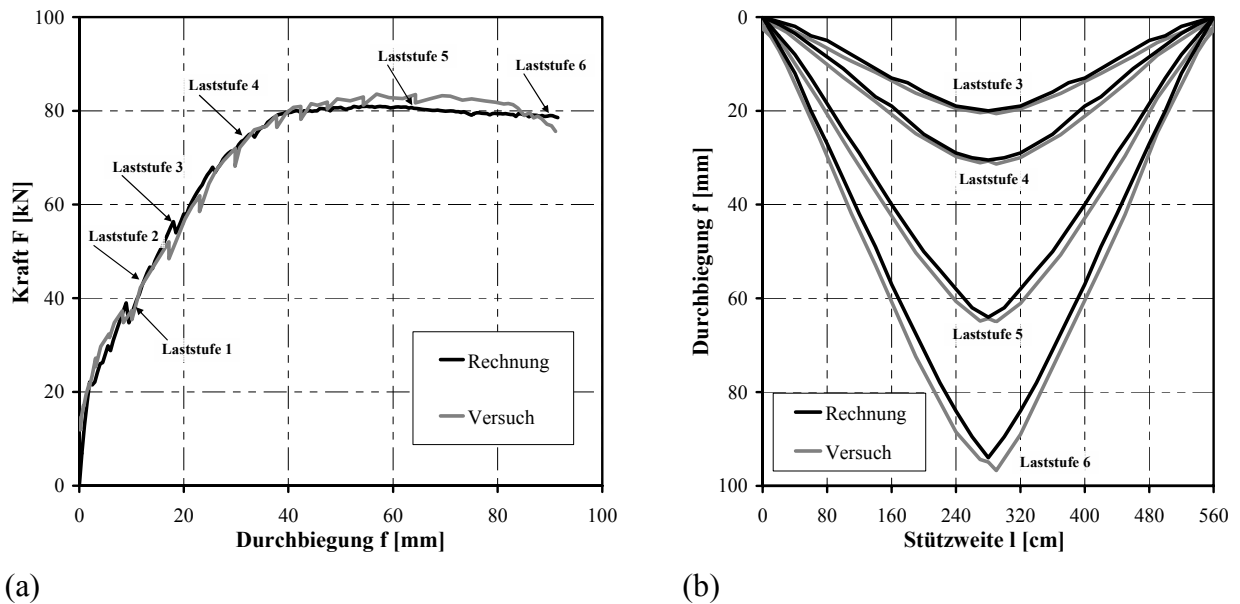 100
80
60
40
20
0
Kraft F [kN]
Laststufe 1
Laststufe 2
Laststufe 3
Laststufe 4
Laststufe 5
Laststufe 6
Rechnung
Versuch
0 20 40 60 80 100
Durchbiegung f [mm]
(a)
0
20
40
60
80
100
Durchbiegung f [mm]
Laststufe 3
Laststufe 4
Laststufe 5
Laststufe 6
Rechnung
Versuch
0 80 160 240 320 400 480 560
Stützweite l [cm]
(b)